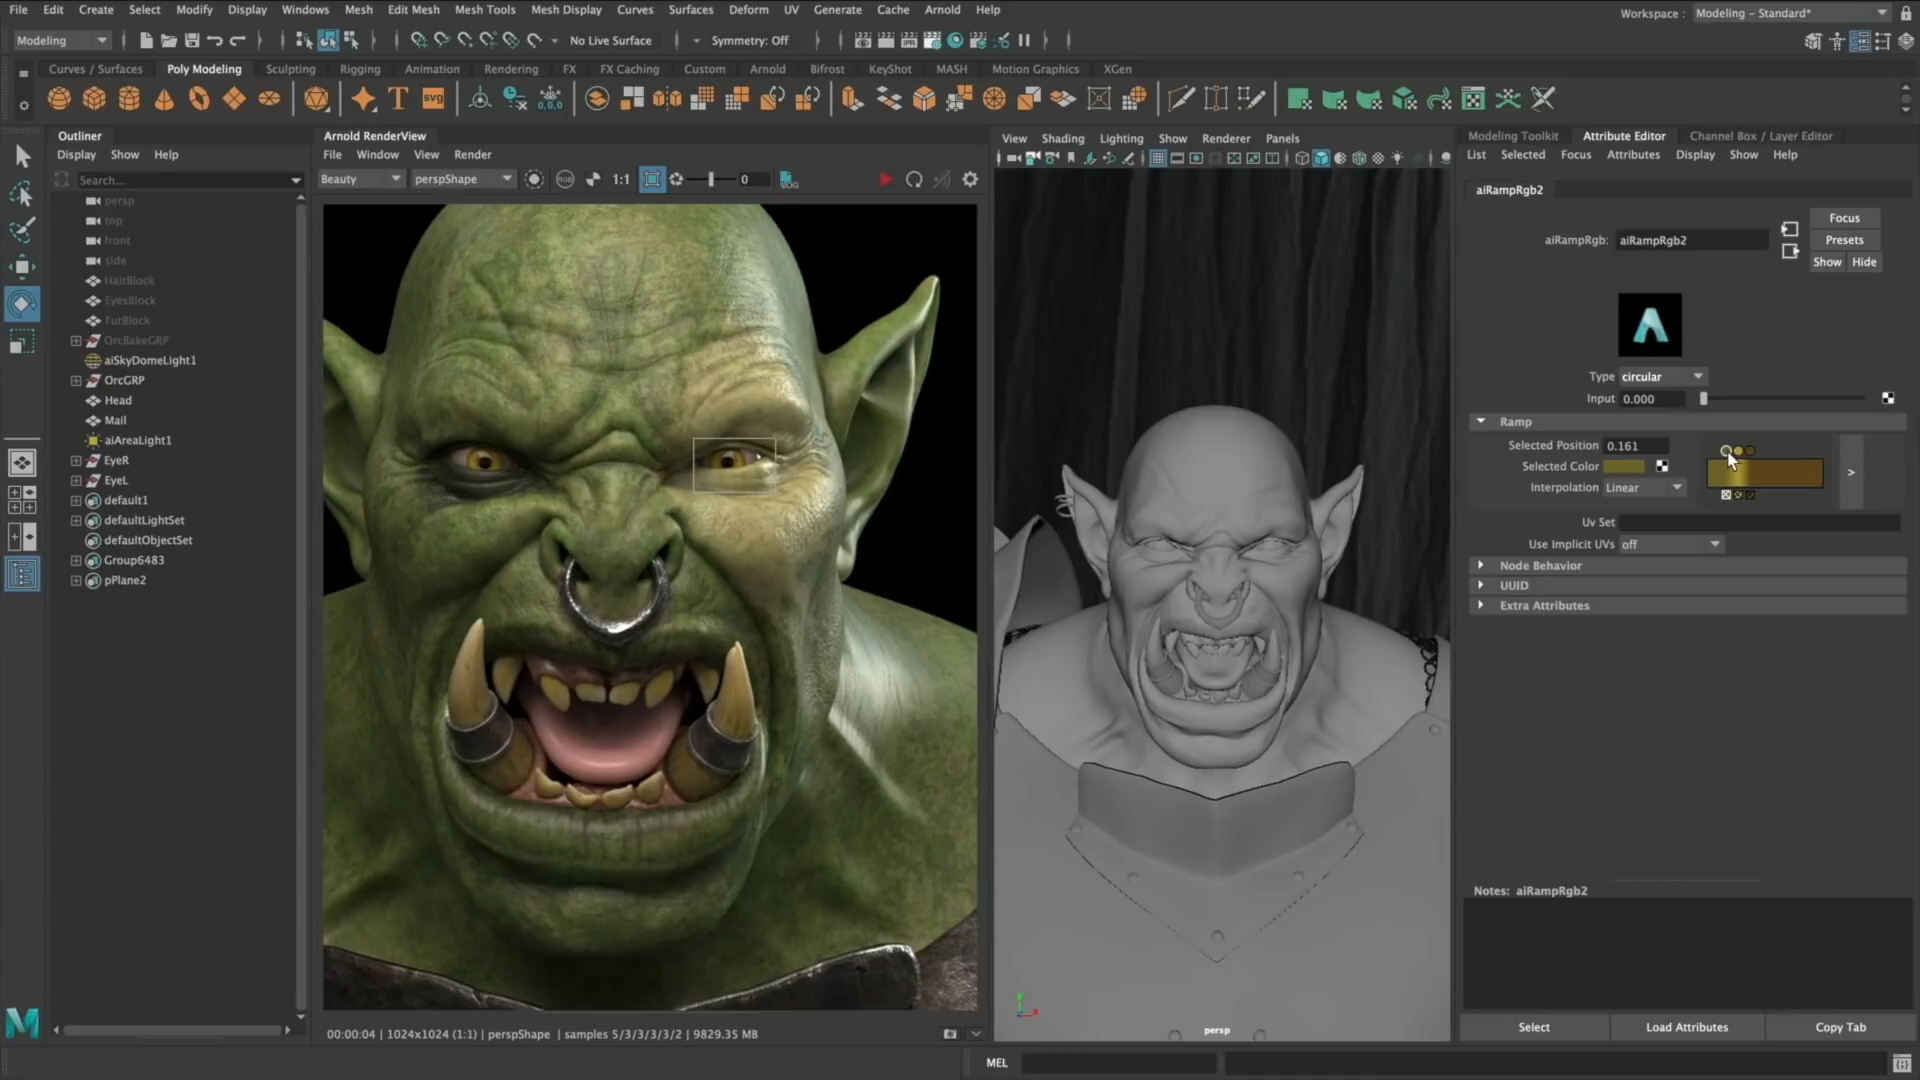 File Edit Create Select Modify Display Windows Mesh Edit Mesh Mesh Tools Mesh Display Curves Surfaces Deform UV Generate Cache Arnold Help
Workspace : Modeling - Standard*
Modeling No Live Surface Symmetry: Off
Curves / Surfaces Poly Modeling Sculpting Rigging Animation Rendering FX FX Caching Custom Arnold Bifrost KeyShot MASH Motion Graphics XGen
Outliner
Display Show Help
Search...
persp
top
front
side
HairBlock
EyesBlock
FurBlock
OrcBakeGRP
aiSkyDomeLight1
OrcGRP
Head
Mail
aiAreaLight1
EyeR
EyeL
default1
defaultLightSet
defaultObjectSet
Group6483
pPlane2
Arnold RenderView
File Window View Render
Beauty perspShape 1:1 0
00:00:04 | 1024x1024 (1:1) | perspShape | samples 5/3/3/3/3/2 | 9829.35 MB
View Shading Lighting Show Renderer Panels
persp
Modeling Toolkit Attribute Editor Channel Box / Layer Editor
List Selected Focus Attributes Display Show Help
aiRampRgb2
aiRampRgb: aiRampRgb2
Focus
Presets
Show Hide
Type circular
Input 0.000
Ramp
Selected Position 0.161
Selected Color
Interpolation Linear
>
Uv Set
Use Implicit UVs off
Node Behavior
UUID
Extra Attributes
Notes: aiRampRgb2
Select Load Attributes Copy Tab
MEL